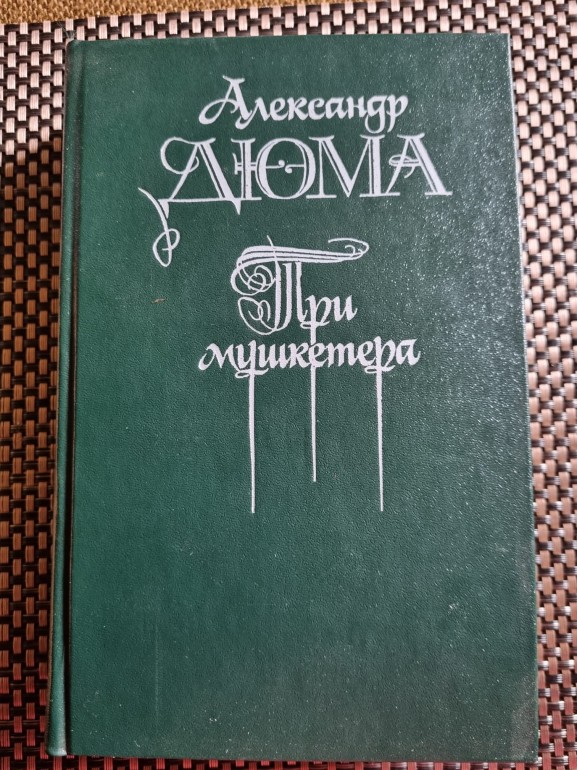 Александр
ДЮМА
Три
мушкетера